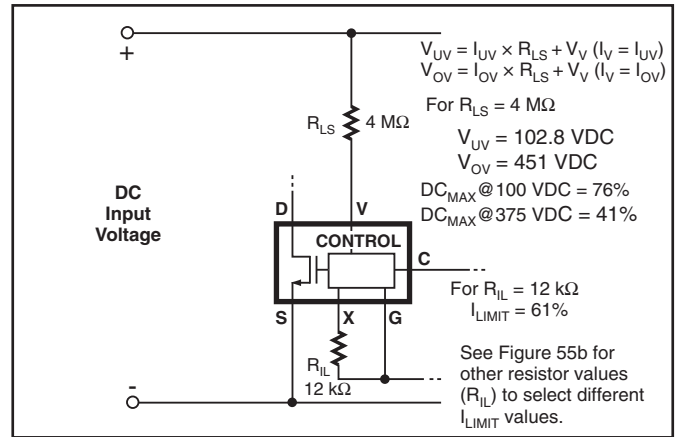 +
V_UV = I_UV × R_LS + V_V (I_V = I_UV)
V_OV = I_OV × R_LS + V_V (I_V = I_OV)
For R_LS = 4 MΩ
R_LS 4 MΩ
V_UV = 102.8 VDC
V_OV = 451 VDC
DC_MAX@100 VDC = 76%
DC_MAX@375 VDC = 41%
DC
Input
Voltage
D V
CONTROL
C
For R_IL = 12 kΩ
I_LIMIT = 61%
S X G
R_IL
12 kΩ
See Figure 55b for
other resistor values
(R_IL) to select different
I_LIMIT values.
-